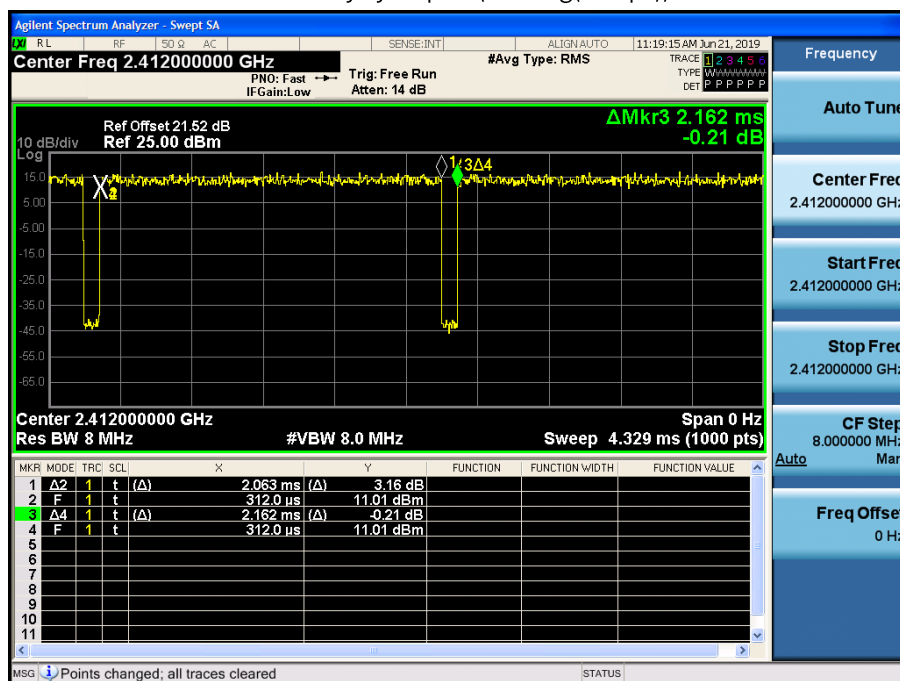 Agilent Spectrum Analyzer - Swept SA
LXI RL RF 50 Ω AC SENSE:INT ALIGN AUTO 11:19:15 AM Jun 21, 2019
Center Freq 2.412000000 GHz #Avg Type: RMS TRACE 1 2 3 4 5 6
PNO: Fast Trig: Free Run TYPE W
IFGain:Low Atten: 14 dB DET P P P P P P
Frequency
Auto Tune
ΔMkr3 2.162 ms
-0.21 dB
Ref Offset 21.52 dB
10 dB/div Ref 25.00 dBm
Log
15.0
5.00
-5.00
-15.0
-25.0
-35.0
-45.0
-55.0
-65.0
X2
1/3Δ4
Center Freq
2.412000000 GHz
Start Freq
2.412000000 GHz
Stop Freq
2.412000000 GHz
CF Step
8.000000 MHz
Auto Man
Freq Offset
0 Hz
Center 2.412000000 GHz Span 0 Hz
Res BW 8 MHz #VBW 8.0 MHz Sweep 4.329 ms (1000 pts)
MKR MODE TRC SCL X Y FUNCTION FUNCTION WIDTH FUNCTION VALUE
1 Δ2 1 t (Δ) 2.063 ms (Δ) 3.16 dB
2 F 1 t 312.0 µs 11.01 dBm
3 Δ4 1 t (Δ) 2.162 ms (Δ) -0.21 dB
4 F 1 t 312.0 µs 11.01 dBm
5
6
7
8
9
10
11
MSG Points changed; all traces cleared STATUS